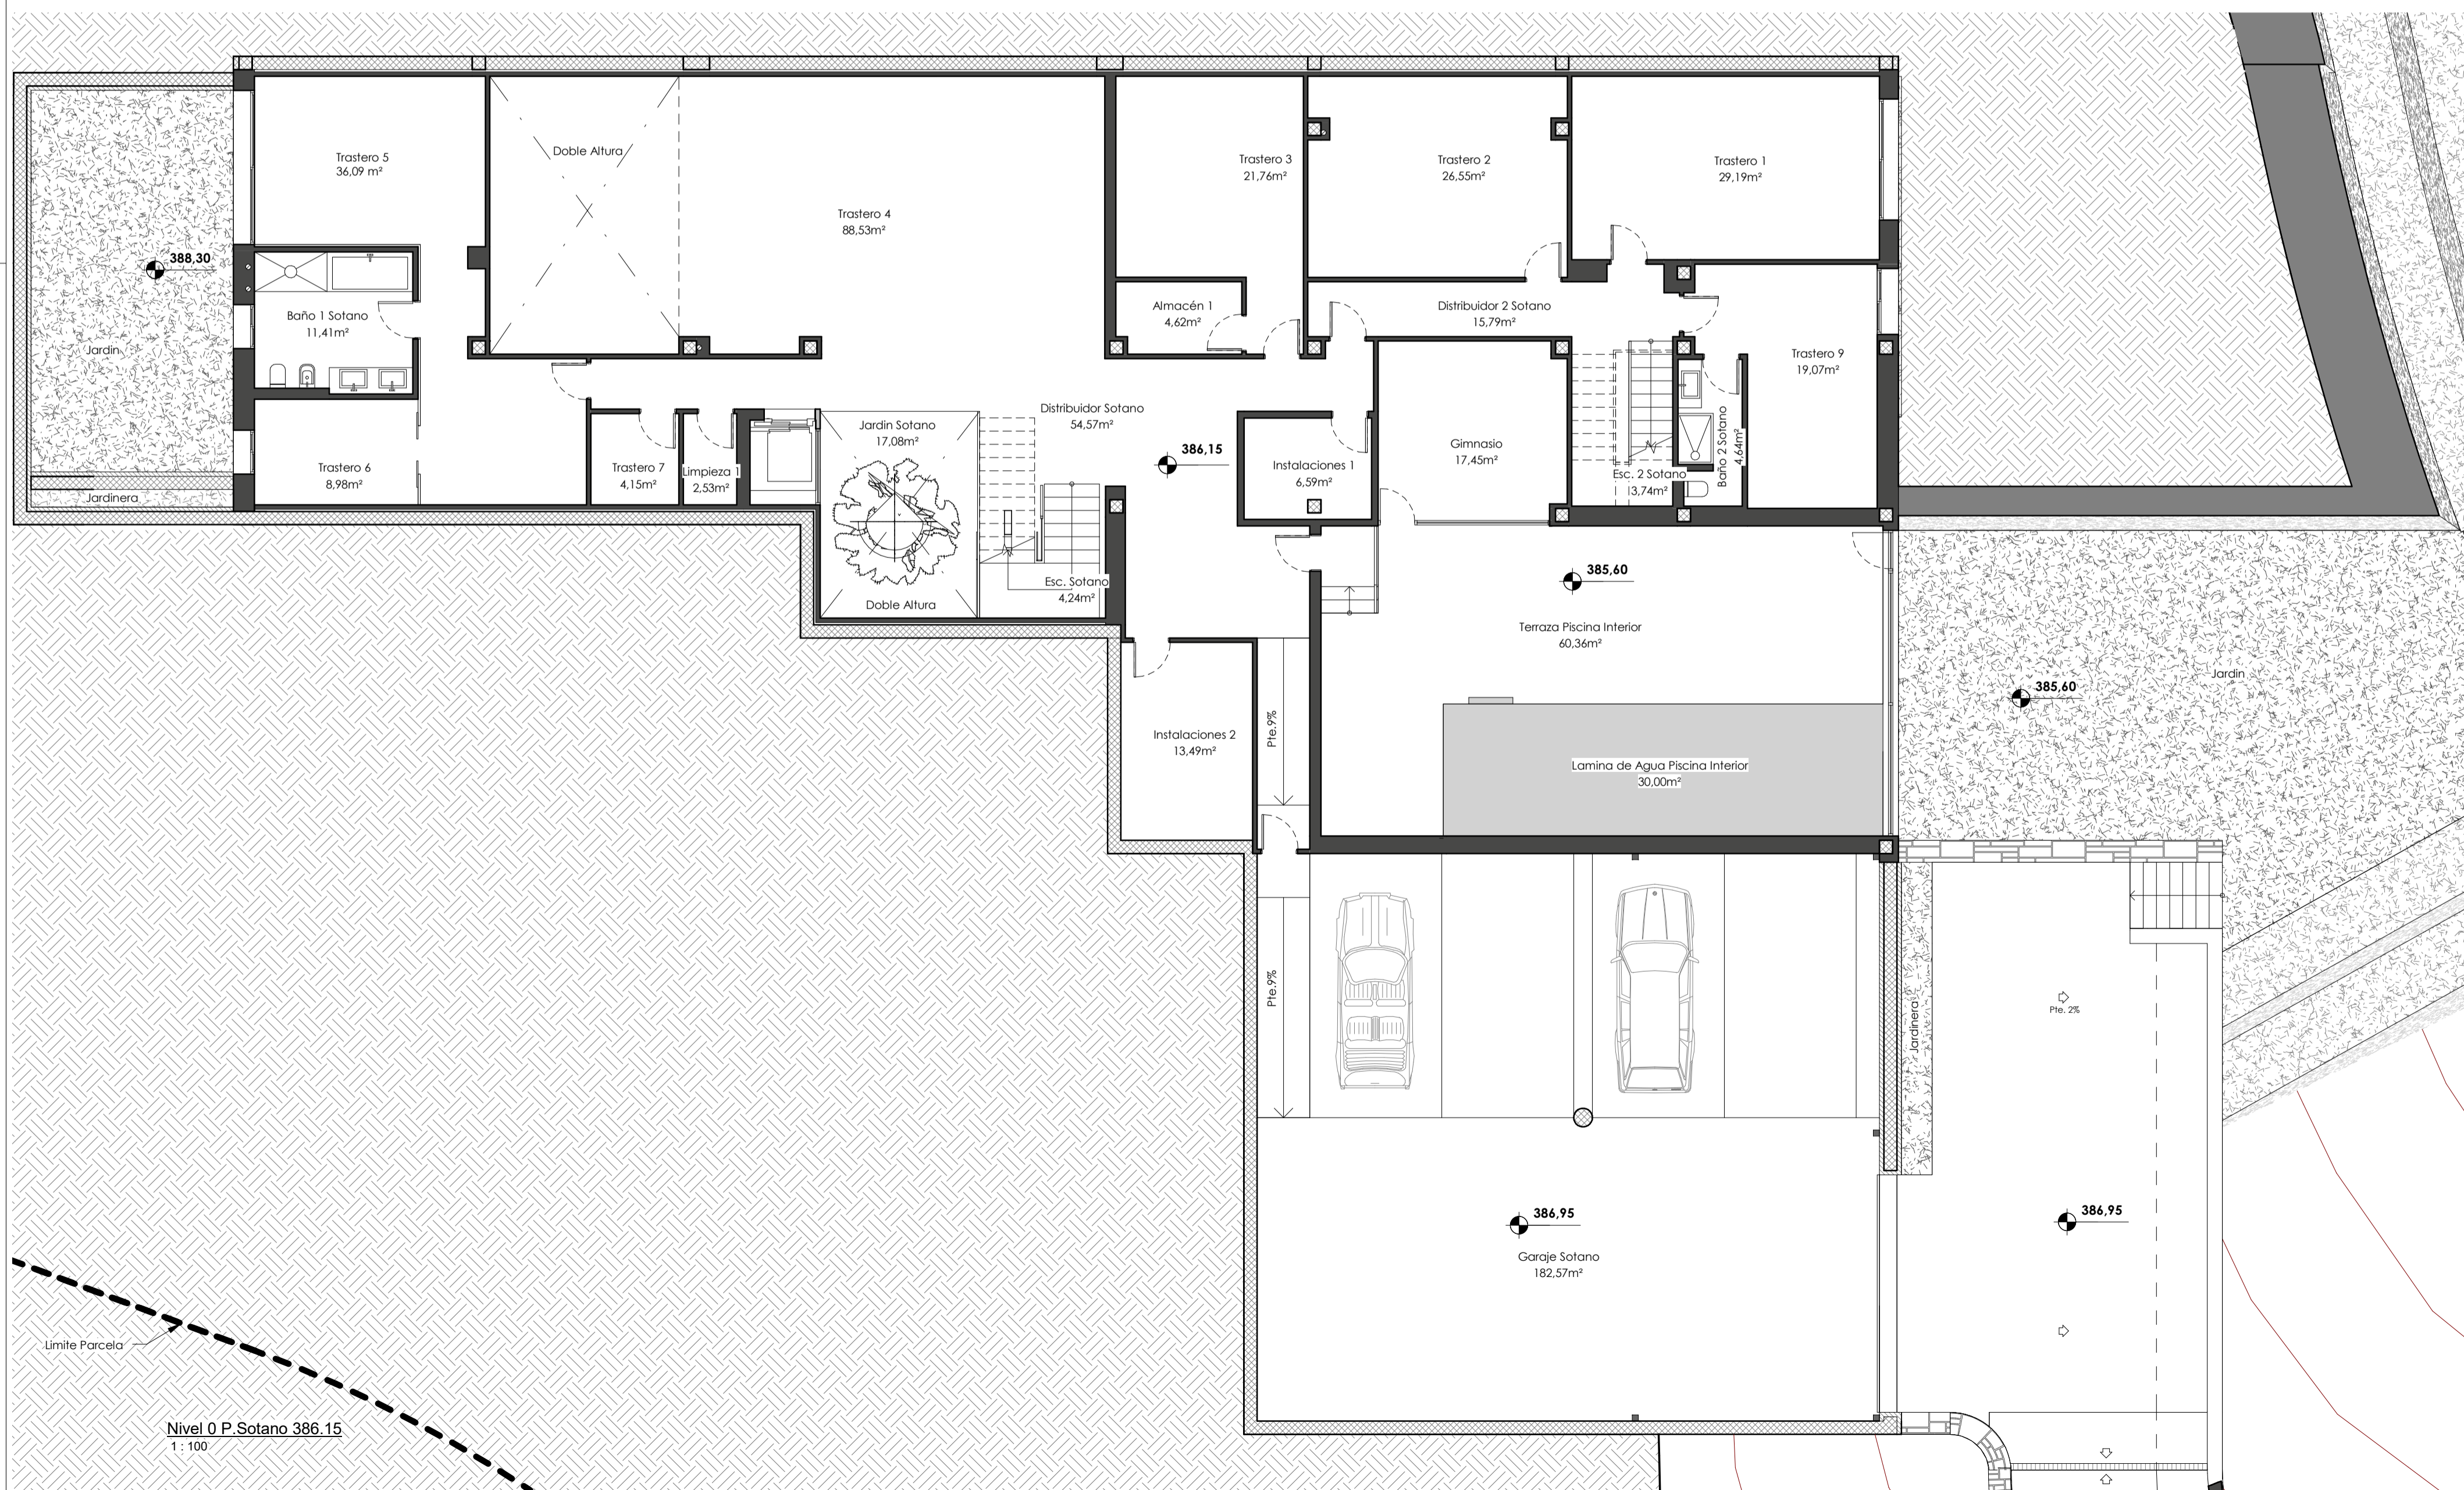 Trastero 5
36,09 m²
Doble Altura
Trastero 4
88,53m²
Trastero 3
21,76m²
Trastero 2
26,55m²
Trastero 1
29,19m²
388,30
Baño 1 Sotano
11,41m²
Jardin
Almacén 1
4,62m²
Distribuidor 2 Sotano
15,79m²
Trastero 9
19,07m²
Distribuidor Sotano
54,57m²
386,15
Jardin Sotano
17,08m²
Gimnasio
17,45m²
Baño 2 Sotano
4,64m²
Trastero 6
8,98m²
Trastero 7
4,15m²
Limpieza 1
2,53m²
Instalaciones 1
6,59m²
Esc. 2 Sotano
3,74m²
Jardinera
Esc. Sotano
4,24m²
Doble Altura
385,60
Terraza Piscina Interior
60,36m²
Jardin
385,60
Instalaciones 2
13,49m²
Pte.9%
Lamina de Agua Piscina Interior
30,00m²
Pte.9%
Jardinera
Pte. 2%
386,95
Garaje Sotano
182,57m²
386,95
Limite Parcela
Nivel 0 P.Sotano 386.15
1 : 100